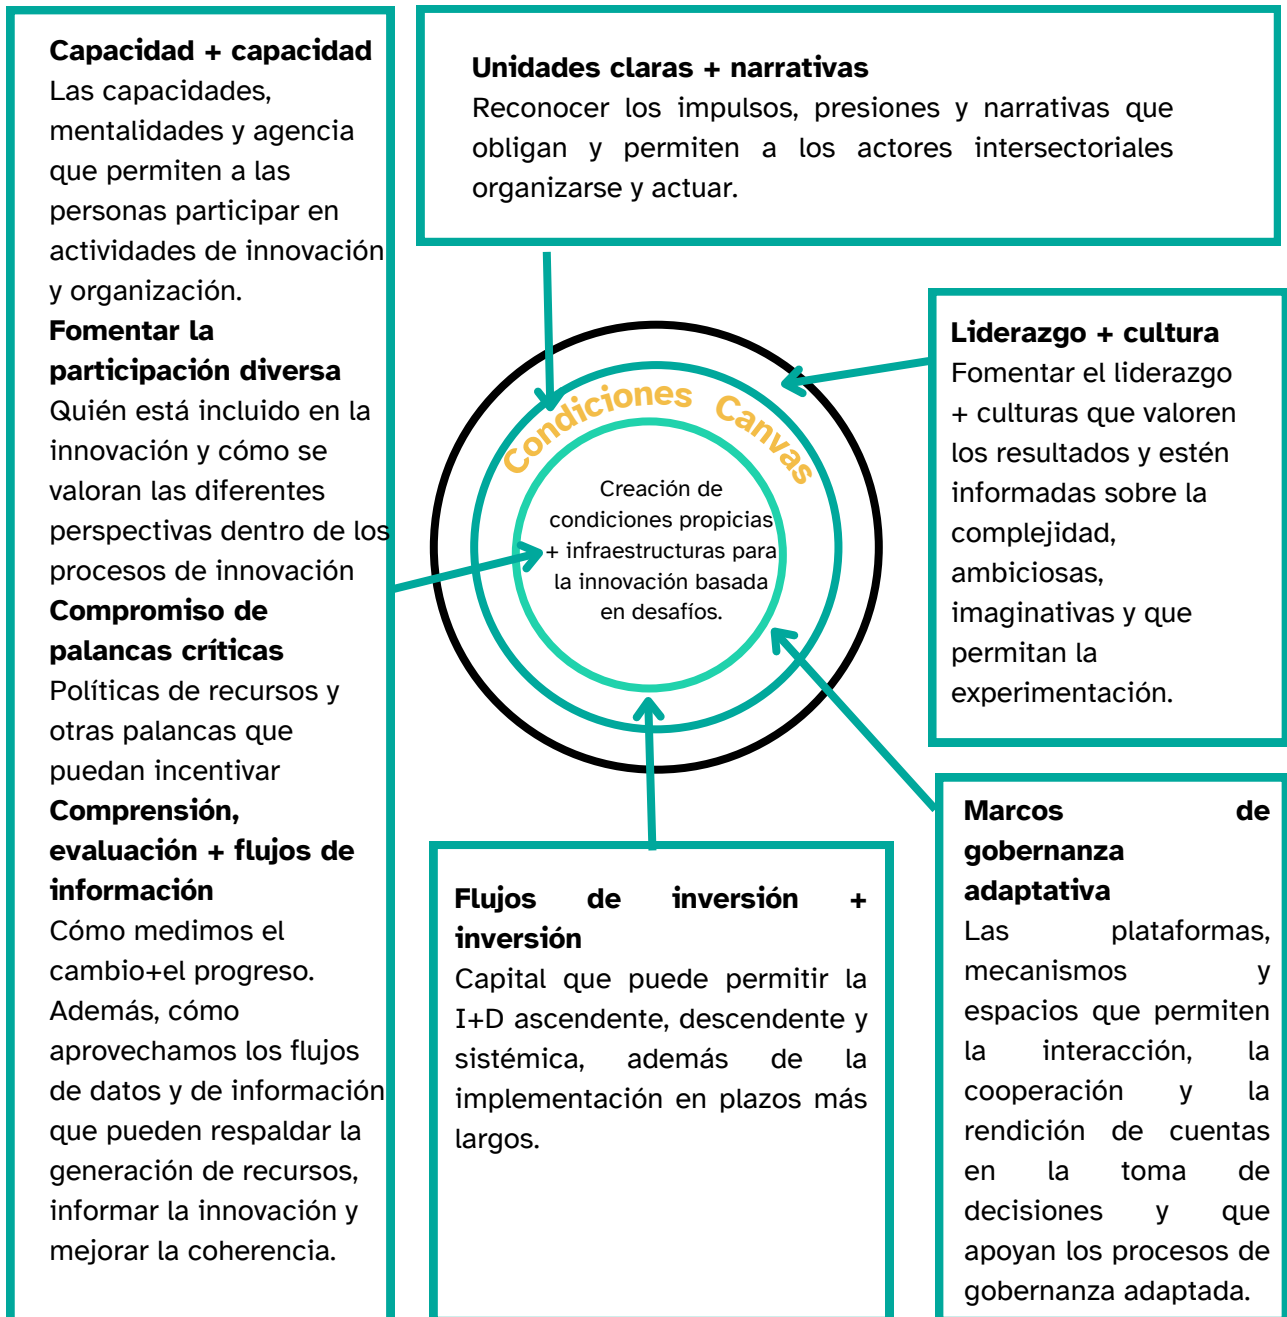 Capacidad + capacidad
Las capacidades,
mentalidades y agencia
que permiten a las
personas participar en
actividades de innovación
y organización.
Fomentar la
participación diversa
Quién está incluido en la
innovación y cómo se
valoran las diferentes
perspectivas dentro de los
procesos de innovación
Compromiso de
palancas críticas
Políticas de recursos y
otras palancas que
puedan incentivar
Comprensión,
evaluación + flujos de
información
Cómo medimos el
cambio+el progreso.
Además, cómo
aprovechamos los flujos
de datos y de información
que pueden respaldar la
generación de recursos,
informar la innovación y
mejorar la coherencia.
Unidades claras + narrativas
Reconocer los impulsos, presiones y narrativas que
obligan y permiten a los actores intersectoriales
organizarse y actuar.
Condiciones Canvas
Creación de
condiciones propicias
+ infraestructuras para
la innovación basada
en desafíos.
Liderazgo + cultura
Fomentar el liderazgo
+ culturas que valoren
los resultados y estén
informadas sobre la
complejidad,
ambiciosas,
imaginativas y que
permitan la
experimentación.
Flujos de inversión +
inversión
Capital que puede permitir la
I+D ascendente, descendente y
sistémica, además de la
implementación en plazos más
largos.
Marcos de
gobernanza
adaptativa
Las plataformas,
mecanismos y
espacios que permiten
la interacción, la
cooperación y la
rendición de cuentas
en la toma de
decisiones y que
apoyan los procesos de
gobernanza adaptada.